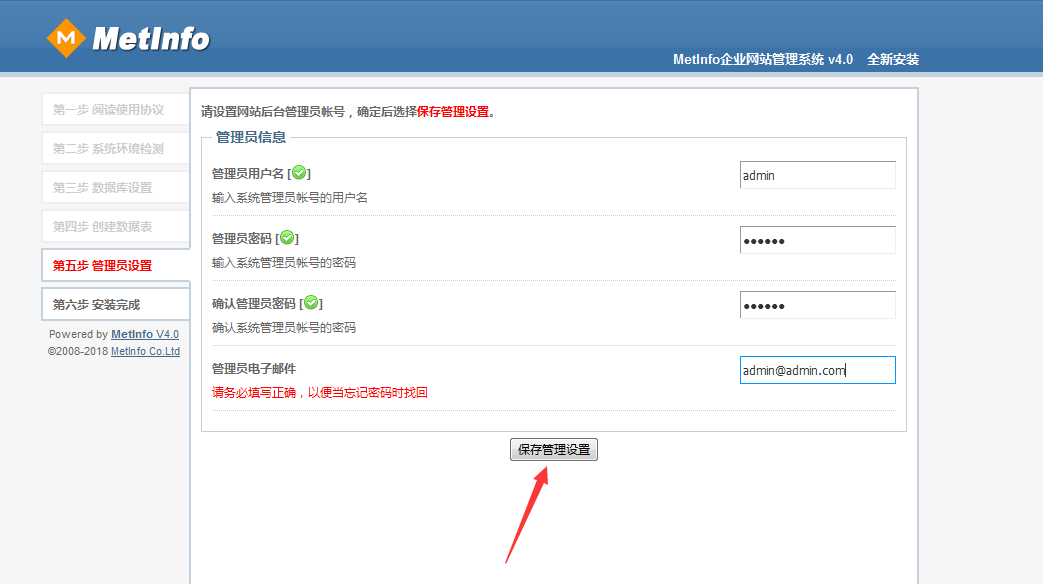 MetInfo
MetInfo企业网站管理系统 v4.0 全新安装
第一步 阅读使用协议
第二步 系统环境检测
第三步 数据库设置
第四步 创建数据表
第五步 管理员设置
第六步 安装完成
Powered by MetInfo V4.0
©2008-2018 MetInfo Co.Ltd
请设置网站后台管理员帐号，确定后选择保存管理设置。
管理员信息
管理员用户名 [✓]
admin
输入系统管理员帐号的用户名
管理员密码 [✓]
●●●●●●
输入系统管理员帐号的密码
确认管理员密码 [✓]
●●●●●●
确认系统管理员帐号的密码
管理员电子邮件
admin@admin.com
请务必填写正确，以便当忘记密码时找回
保存管理设置